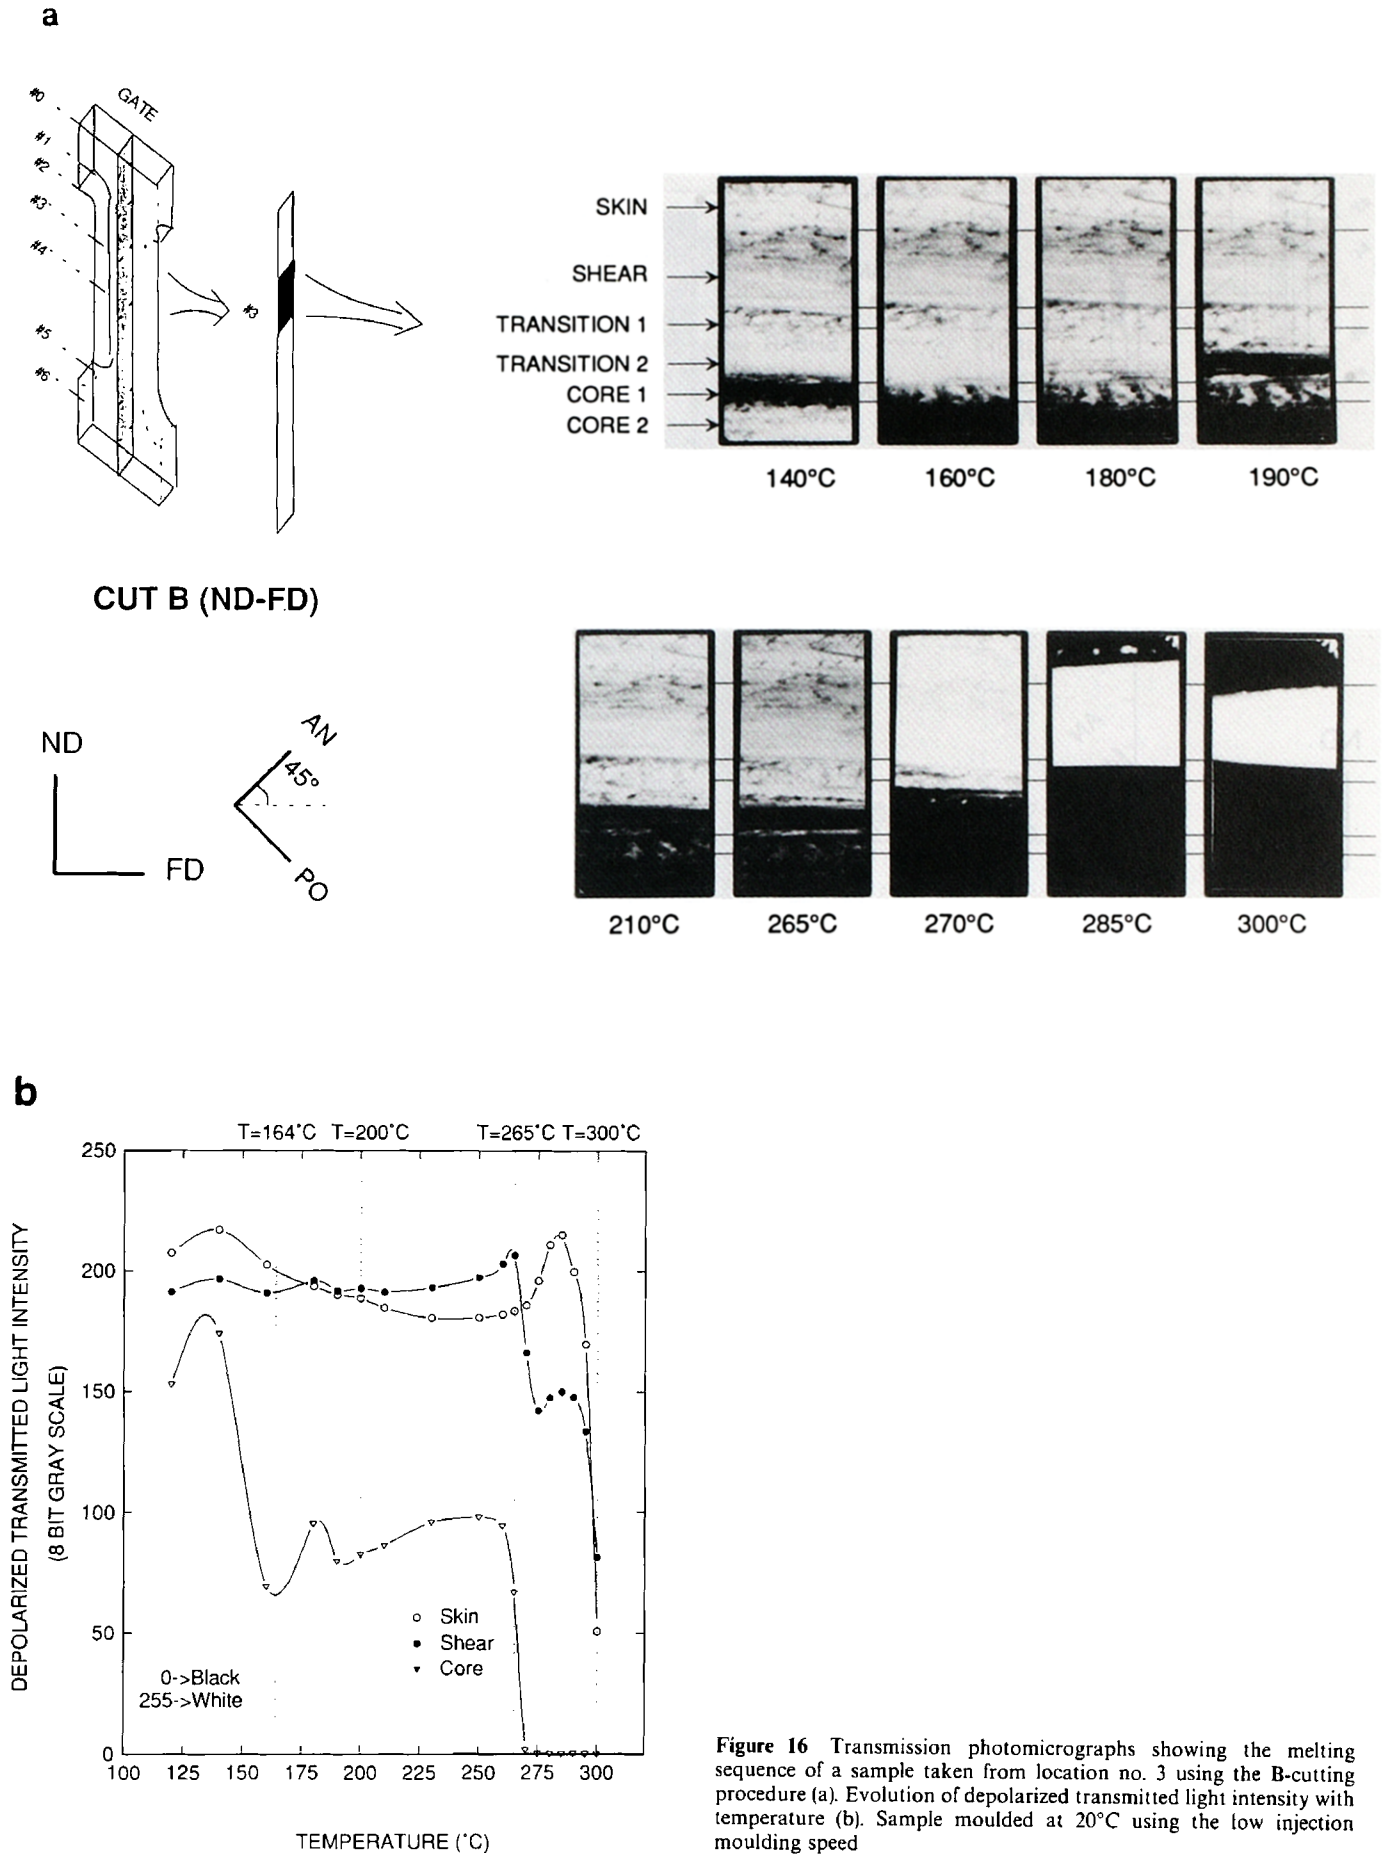 a
GATE
#0
#1
#2
#3
#4
#5
#6
#3
SKIN
SHEAR
TRANSITION 1
TRANSITION 2
CORE 1
CORE 2
140°C 160°C 180°C 190°C
CUT B (ND-FD)
ND
FD
AN
45°
PO
210°C 265°C 270°C 285°C 300°C
b
T=164°C T=200°C T=265°C T=300°C
DEPOLARIZED TRANSMITTED LIGHT INTENSITY
(8 BIT GRAY SCALE)
250
200
150
100
50
0
Skin
Shear
Core
0->Black
255->White
100 125 150 175 200 225 250 275 300
TEMPERATURE (°C)
Figure 16 Transmission photomicrographs showing the melting
sequence of a sample taken from location no. 3 using the B-cutting
procedure (a). Evolution of depolarized transmitted light intensity with
temperature (b). Sample moulded at 20°C using the low injection
moulding speed